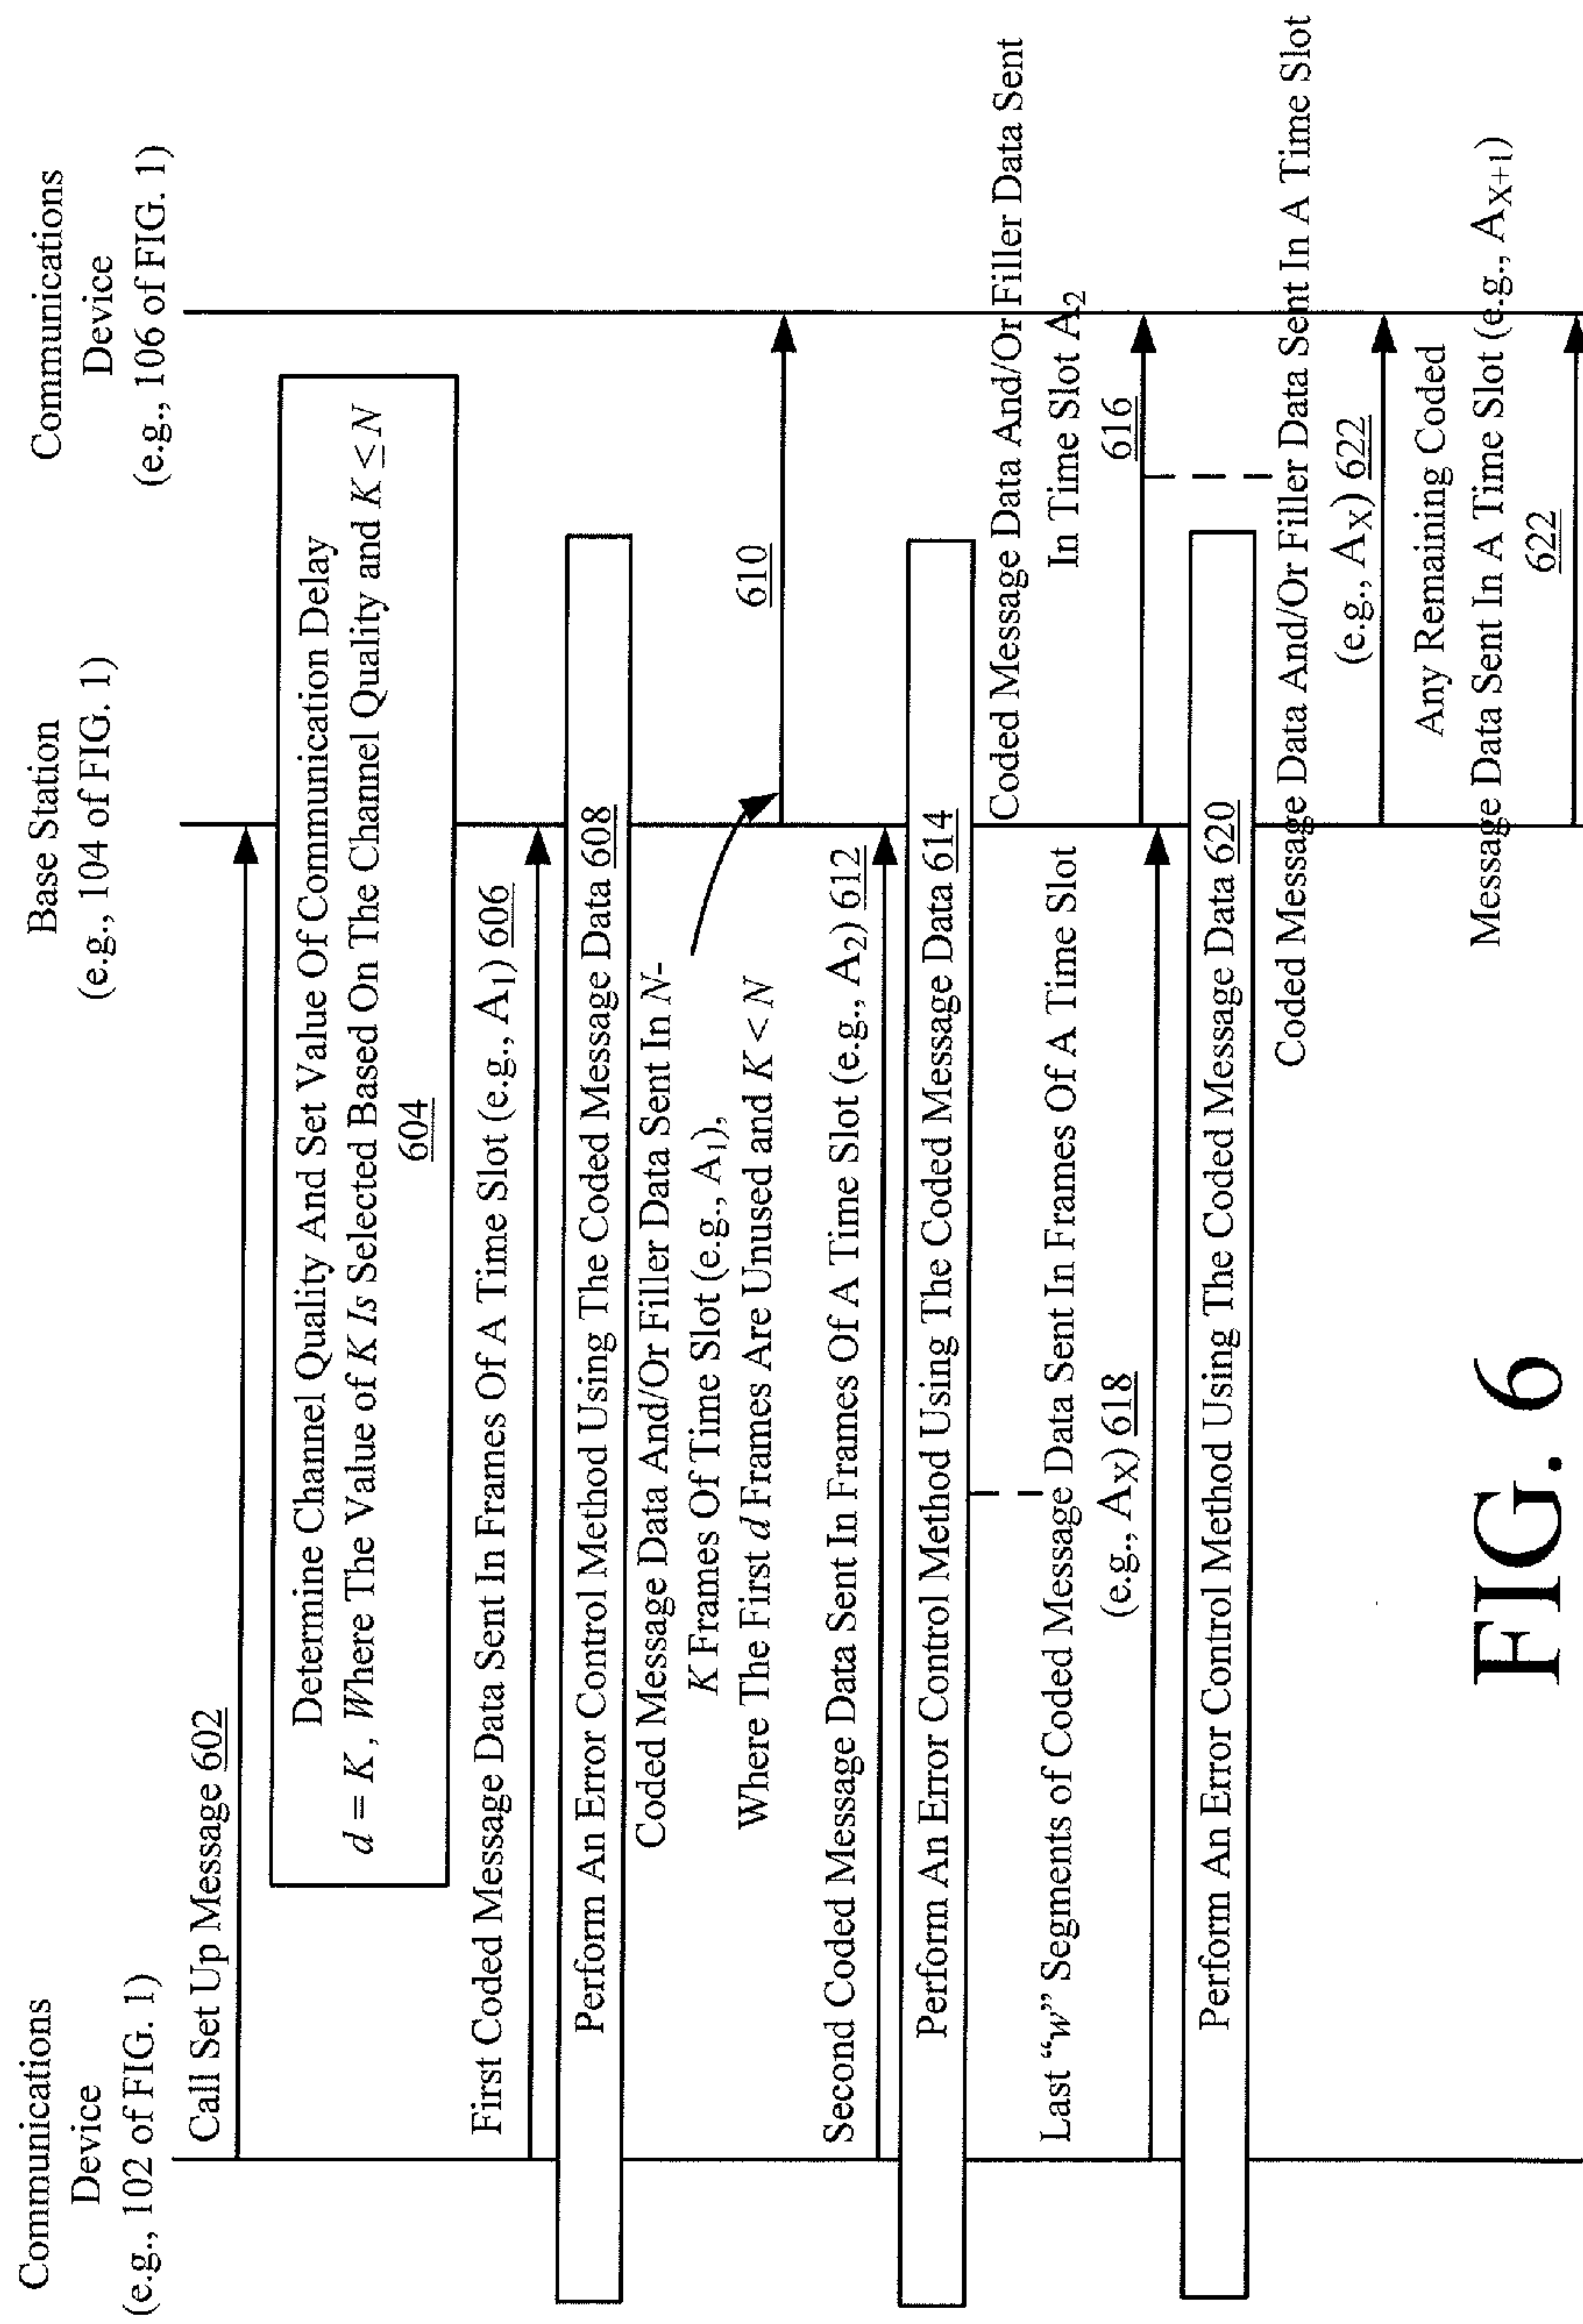 Communications
Device
(e.g., 102 of FIG. 1)
Base Station
(e.g., 104 of FIG. 1)
Communications
Device
(e.g., 106 of FIG. 1)
Call Set Up Message 602
Determine Channel Quality And Set Value Of Communication Delay
d = K, Where The Value of K Is Selected Based On The Channel Quality and K ≤ N
604
First Coded Message Data Sent In Frames Of A Time Slot (e.g., A₁) 606
Perform An Error Control Method Using The Coded Message Data 608
Coded Message Data And/Or Filler Data Sent In N-
K Frames Of Time Slot (e.g., A₁),
Where The First d Frames Are Unused and K < N
610
Second Coded Message Data Sent In Frames Of A Time Slot (e.g., A₂) 612
Perform An Error Control Method Using The Coded Message Data 614
Coded Message Data And/Or Filler Data Sent
In Time Slot A₂
616
Last “w” Segments of Coded Message Data Sent In Frames Of A Time Slot
(e.g., Aₓ) 618
Perform An Error Control Method Using The Coded Message Data 620
Coded Message Data And/Or Filler Data Sent In A Time Slot
(e.g., Aₓ) 622
Any Remaining Coded
Message Data Sent In A Time Slot (e.g., Aₓ₊₁)
622
FIG. 6